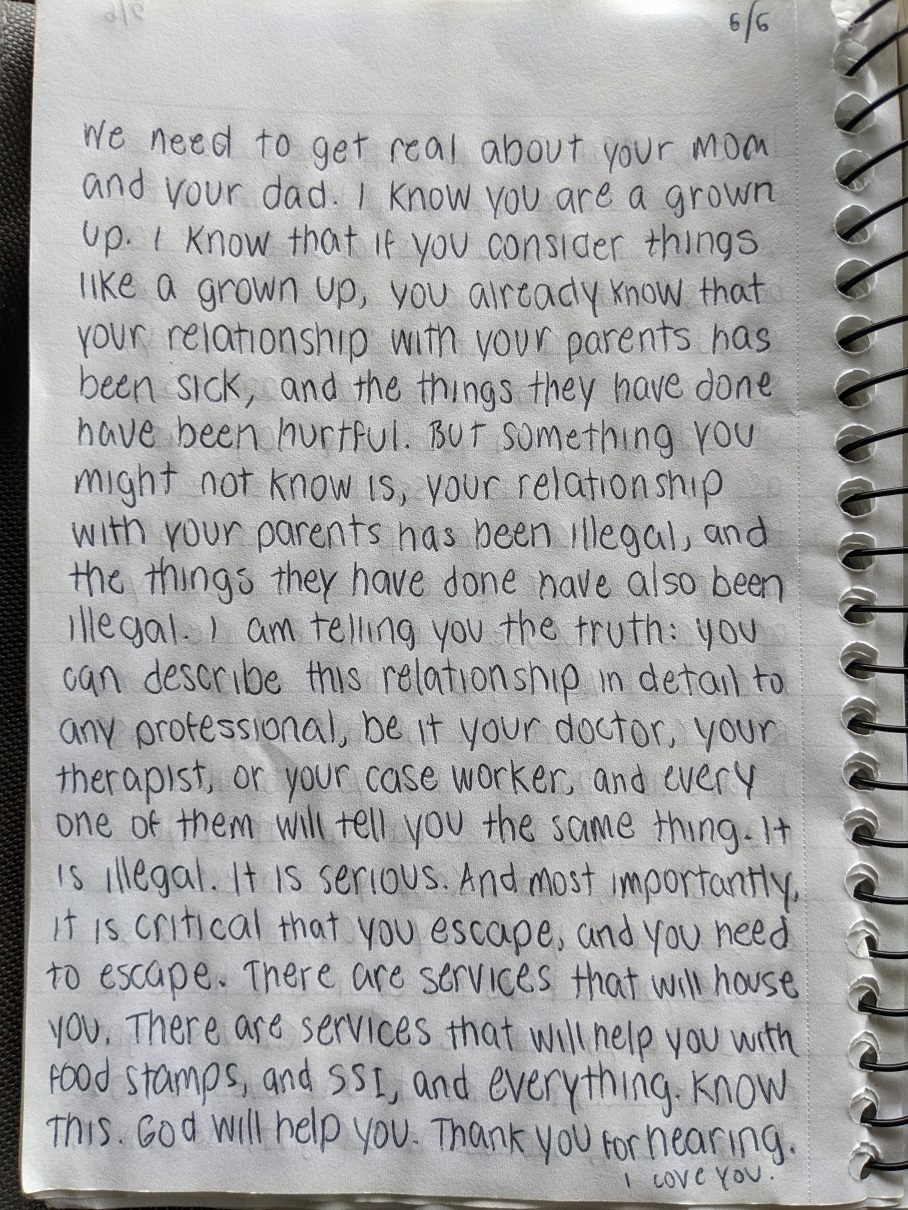 6/6
We need to get real about your mom
and your dad. I know you are a grown
up. I know that if you consider things
like a grown up, you already know that
your relationship with your parents has
been sick, and the things they have done
have been hurtful. But something you
might not know is, your relationship
with your parents has been illegal, and
the things they have done have also been
illegal. I am telling you the truth: you
can describe this relationship in detail to
any professional, be it your doctor, your
therapist, or your case worker, and every
one of them will tell you the same thing. It
is illegal. It is serious. And most importantly,
it is critical that you escape, and you need
to escape. There are services that will house
you. There are services that will help you with
food stamps, and SSI, and everything. Know
this. God will help you. Thank you for hearing.
I love you.